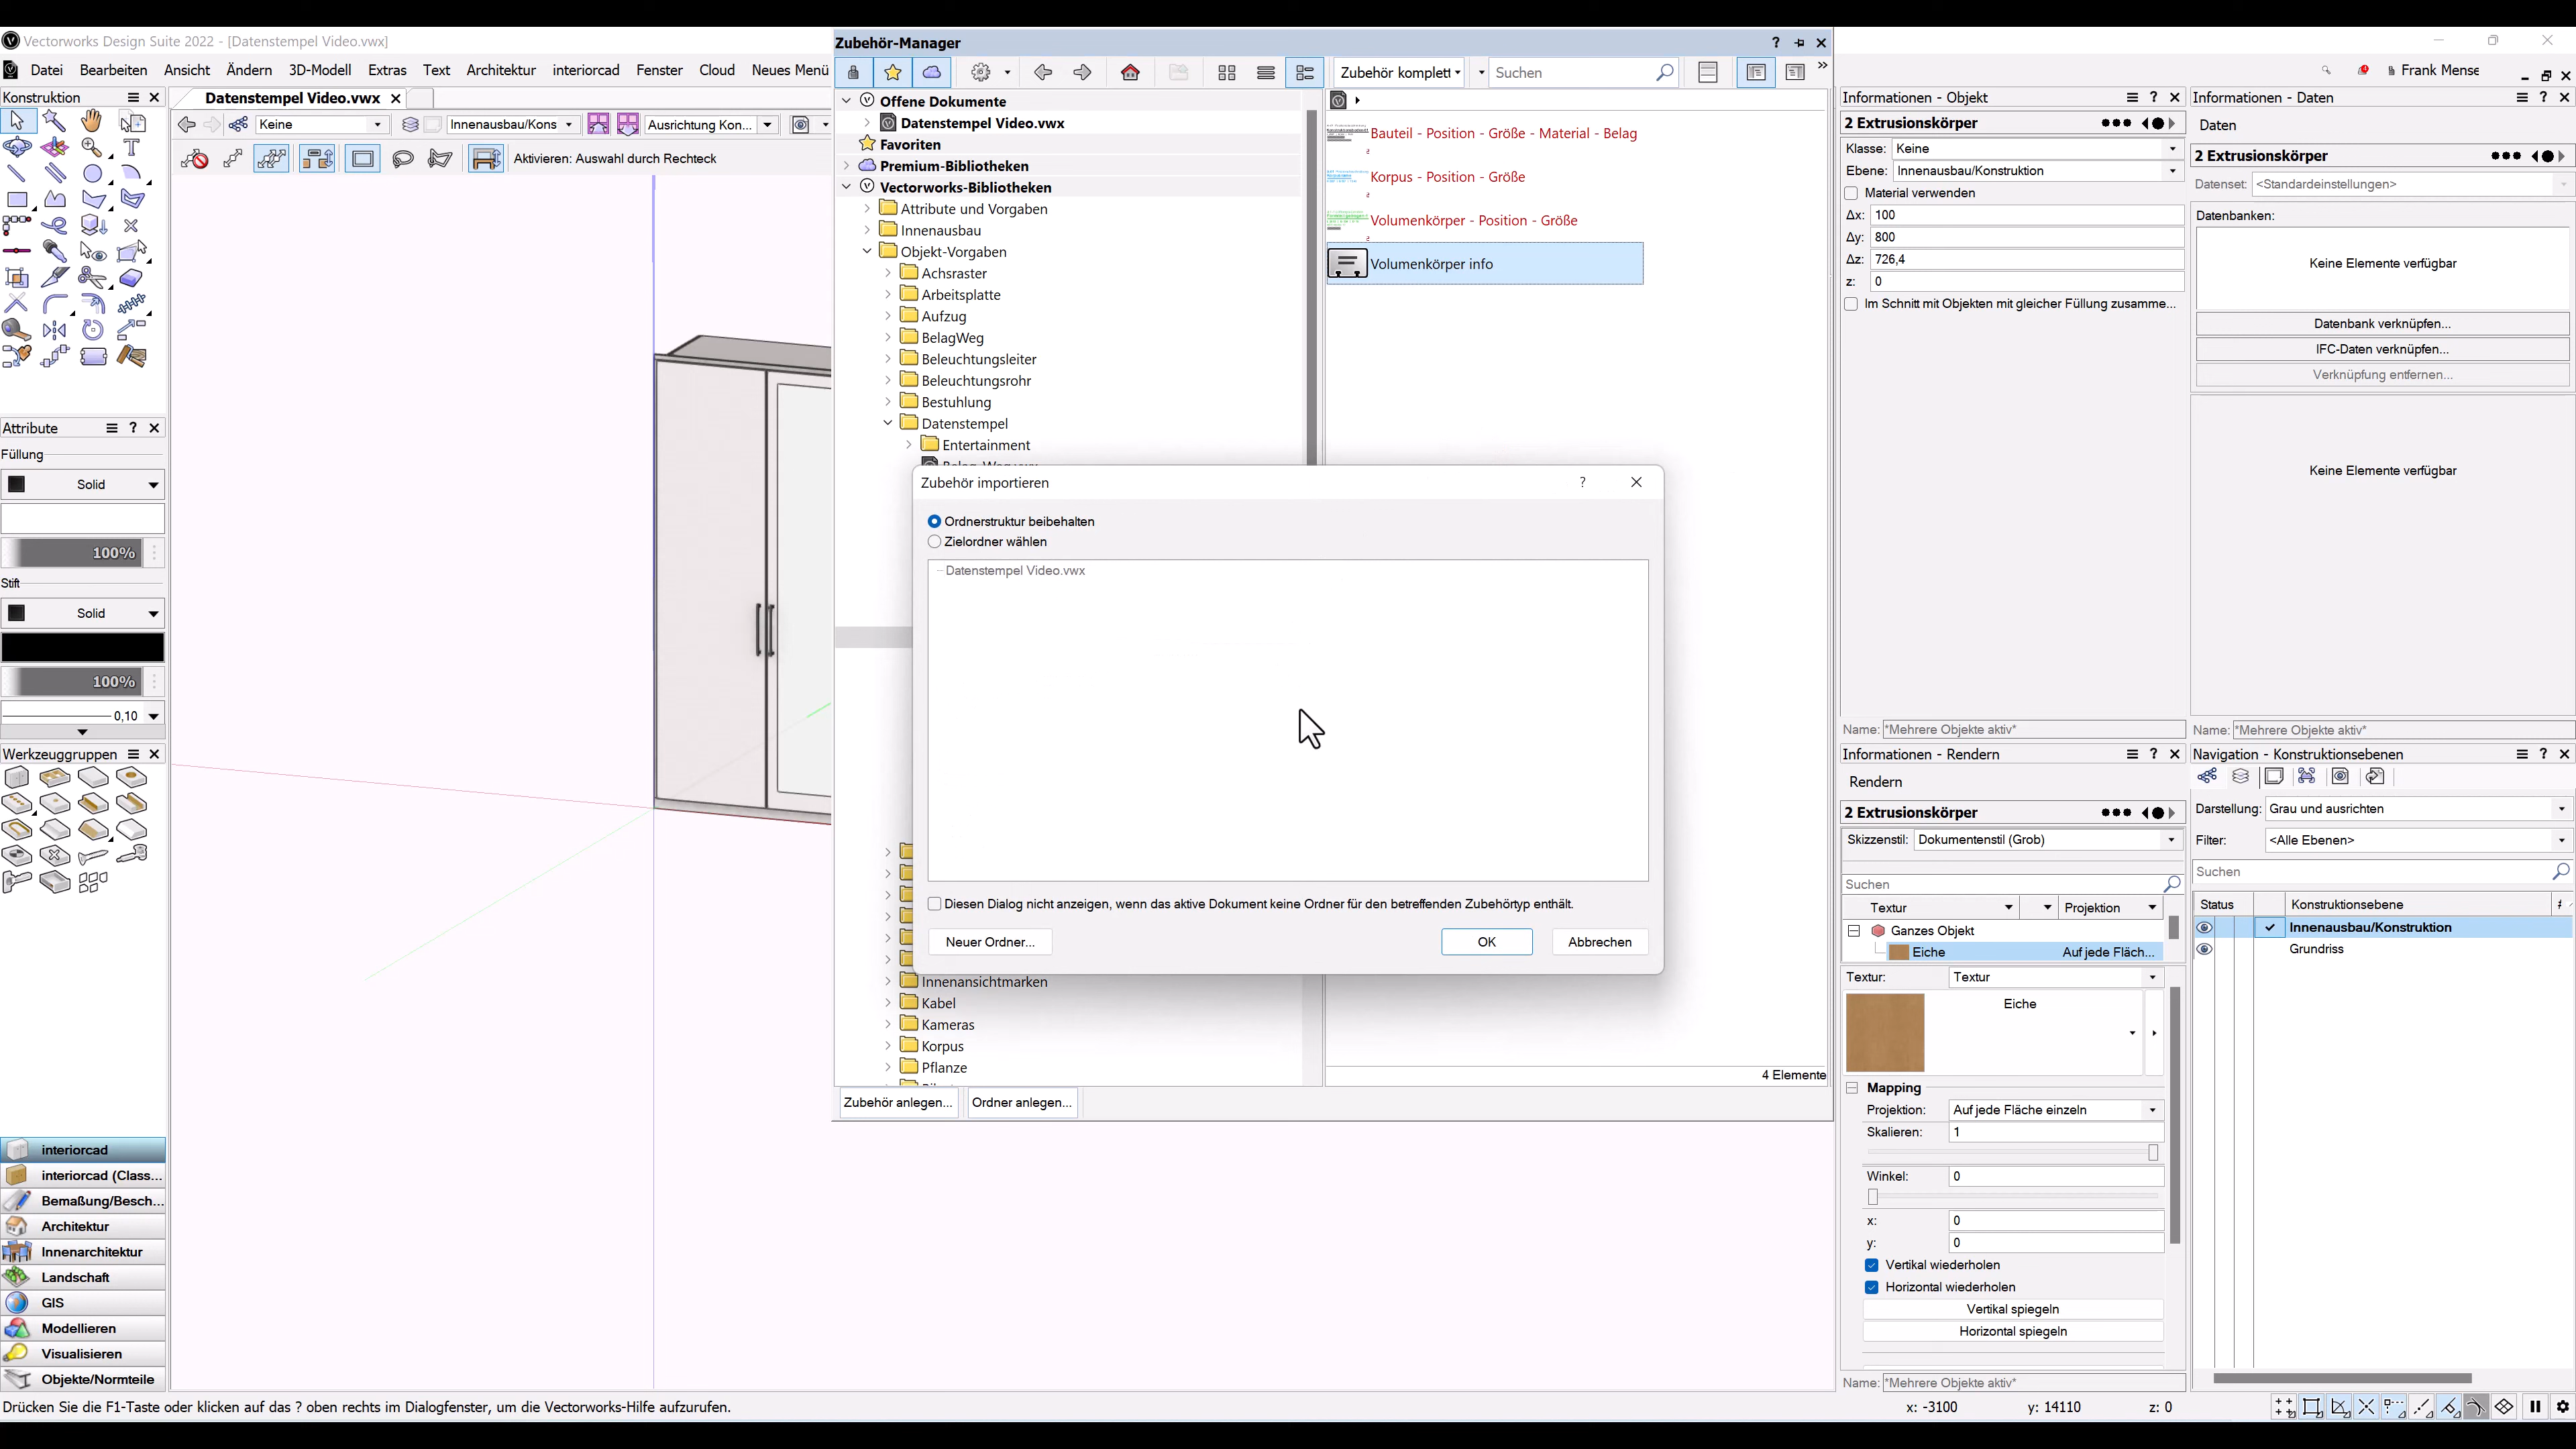 Vectorworks Design Suite 2022 - [Datenstempel Video.vwx]
Datei Bearbeiten Ansicht Ändern 3D-Modell Extras Text Architektur interiorcad Fenster Cloud Neues Menü
Frank Mense
Konstruktion
Datenstempel Video.vwx
Keine
Innenausbau/Kons
Ausrichtung Kon...
Aktivieren: Auswahl durch Rechteck
Attribute
Füllung
Solid
100%
Stift
Solid
100%
0,10
Werkzeuggruppen
interiorcad
interiorcad (Class...
Bemaßung/Besch...
Architektur
Innenarchitektur
Landschaft
GIS
Modellieren
Visualisieren
Objekte/Normteile
Zubehör-Manager
Zubehör komplett
Suchen
Offene Dokumente
Datenstempel Video.vwx
Favoriten
Premium-Bibliotheken
Vectorworks-Bibliotheken
Attribute und Vorgaben
Innenausbau
Objekt-Vorgaben
Achsraster
Arbeitsplatte
Aufzug
BelagWeg
Beleuchtungsleiter
Beleuchtungsrohr
Bestuhlung
Datenstempel
Entertainment
Innenansichtmarken
Kabel
Kameras
Korpus
Pflanze
Zubehör anlegen...
Ordner anlegen...
Bauteil - Position - Größe - Material - Belag
Korpus - Position - Größe
Volumenkörper - Position - Größe
Volumenkörper info
4 Elemente
Zubehör importieren
Ordnerstruktur beibehalten
Zielordner wählen
Datenstempel Video.vwx
Diesen Dialog nicht anzeigen, wenn das aktive Dokument keine Ordner für den betreffenden Zubehörtyp enthält.
Neuer Ordner...
OK
Abbrechen
Informationen - Objekt
2 Extrusionskörper
Klasse: Keine
Ebene: Innenausbau/Konstruktion
Material verwenden
Δx: 100
Δy: 800
Δz: 726,4
z: 0
Im Schnitt mit Objekten mit gleicher Füllung zusamme...
Name: *Mehrere Objekte aktiv*
Informationen - Daten
Daten
2 Extrusionskörper
Datenset: <Standardeinstellungen>
Datenbanken:
Keine Elemente verfügbar
Datenbank verknüpfen...
IFC-Daten verknüpfen...
Verknüpfung entfernen...
Keine Elemente verfügbar
Name: *Mehrere Objekte aktiv*
Informationen - Rendern
Rendern
2 Extrusionskörper
Skizzenstil: Dokumentenstil (Grob)
Suchen
Textur Projektion
Ganzes Objekt
Eiche Auf jede Fläch...
Textur: Textur
Eiche
Mapping
Projektion: Auf jede Fläche einzeln
Skalieren: 1
Winkel: 0
x: 0
y: 0
Vertikal wiederholen
Horizontal wiederholen
Vertikal spiegeln
Horizontal spiegeln
Name: *Mehrere Objekte aktiv*
Navigation - Konstruktionsebenen
Darstellung: Grau und ausrichten
Filter: <Alle Ebenen>
Suchen
Status Konstruktionsebene
Innenausbau/Konstruktion
Grundriss
Drücken Sie die F1-Taste oder klicken auf das ? oben rechts im Dialogfenster, um die Vectorworks-Hilfe aufzurufen.
x: -3100 y: 14110 z: 0